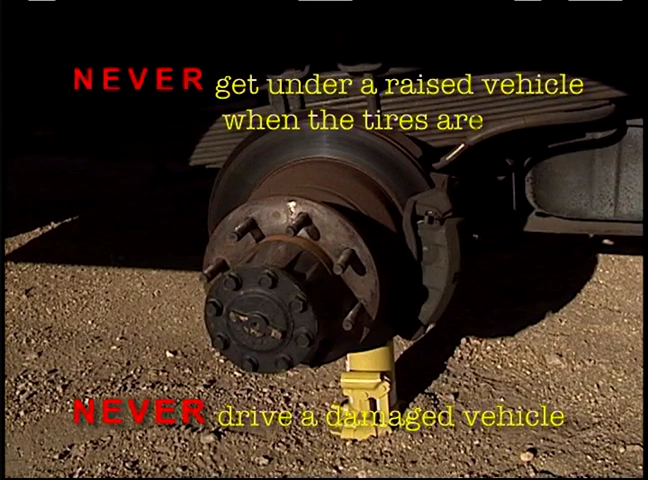 NEVER get under a raised vehicle
when the tires are
NEVER drive a damaged vehicle